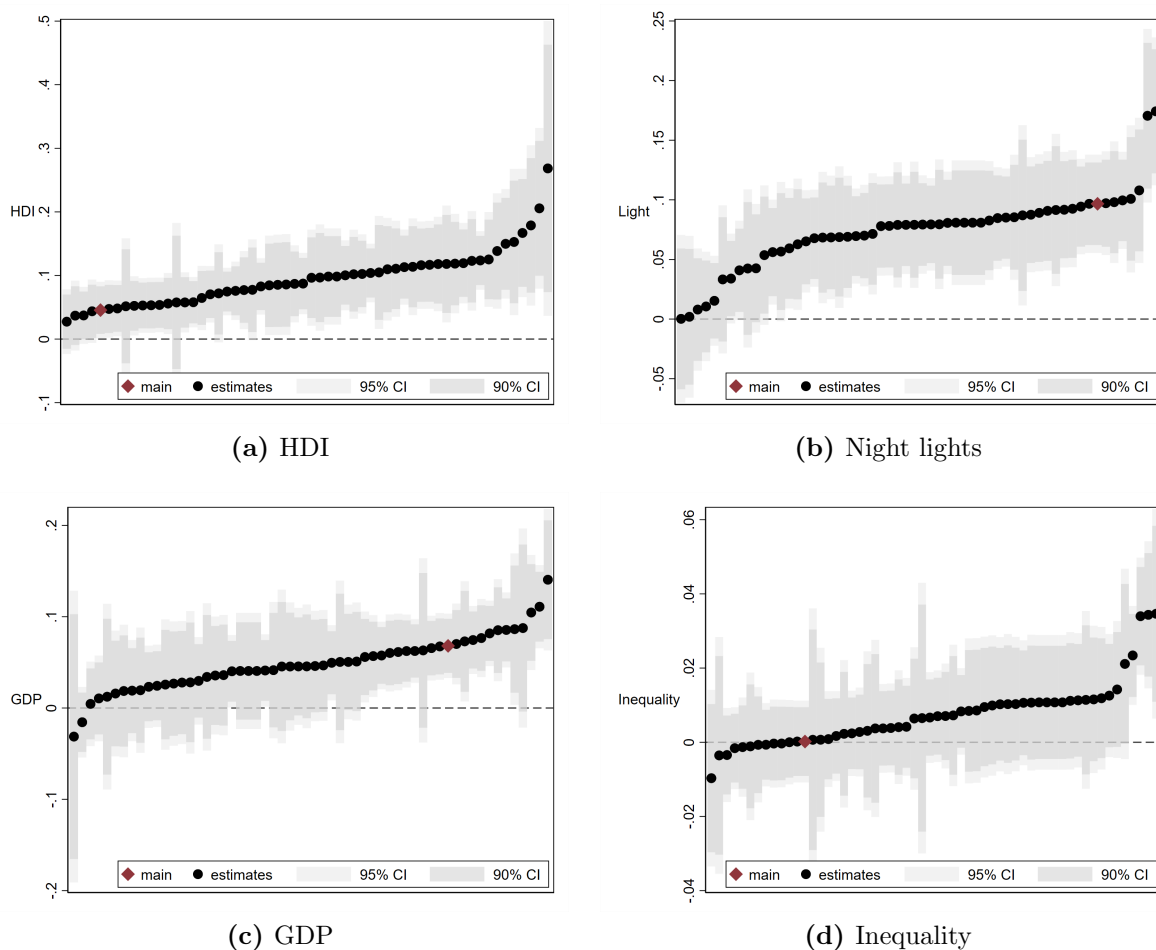 .5
.4
.3
HDI .2
.1
0
-.1
main estimates 95% CI 90% CI
(a) HDI
.25
.2
.15
Light .1
.05
0
-.05
main estimates 95% CI 90% CI
(b) Night lights
.2
.1
GDP 0
-.1
-.2
main estimates 95% CI 90% CI
(c) GDP
.06
.04
.02
Inequality
0
-.02
-.04
main estimates 95% CI 90% CI
(d) Inequality